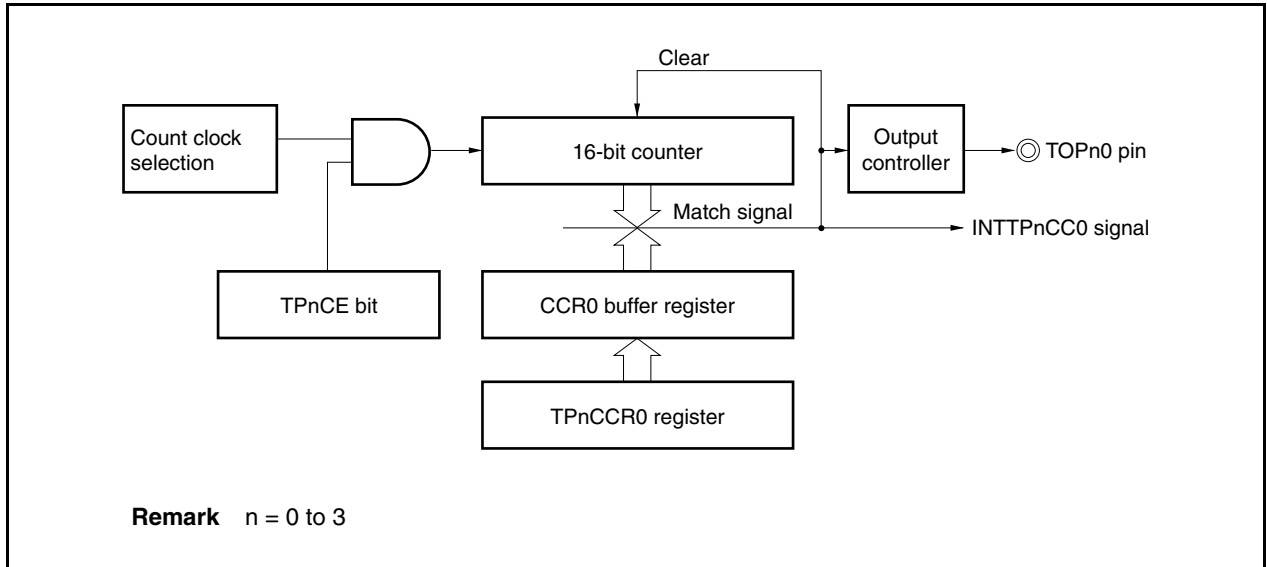 Clear
Count clock
selection
16-bit counter
Output
controller
TOPn0 pin
Match signal
INTTPnCC0 signal
TPnCE bit
CCR0 buffer register
TPnCCR0 register
Remark n = 0 to 3